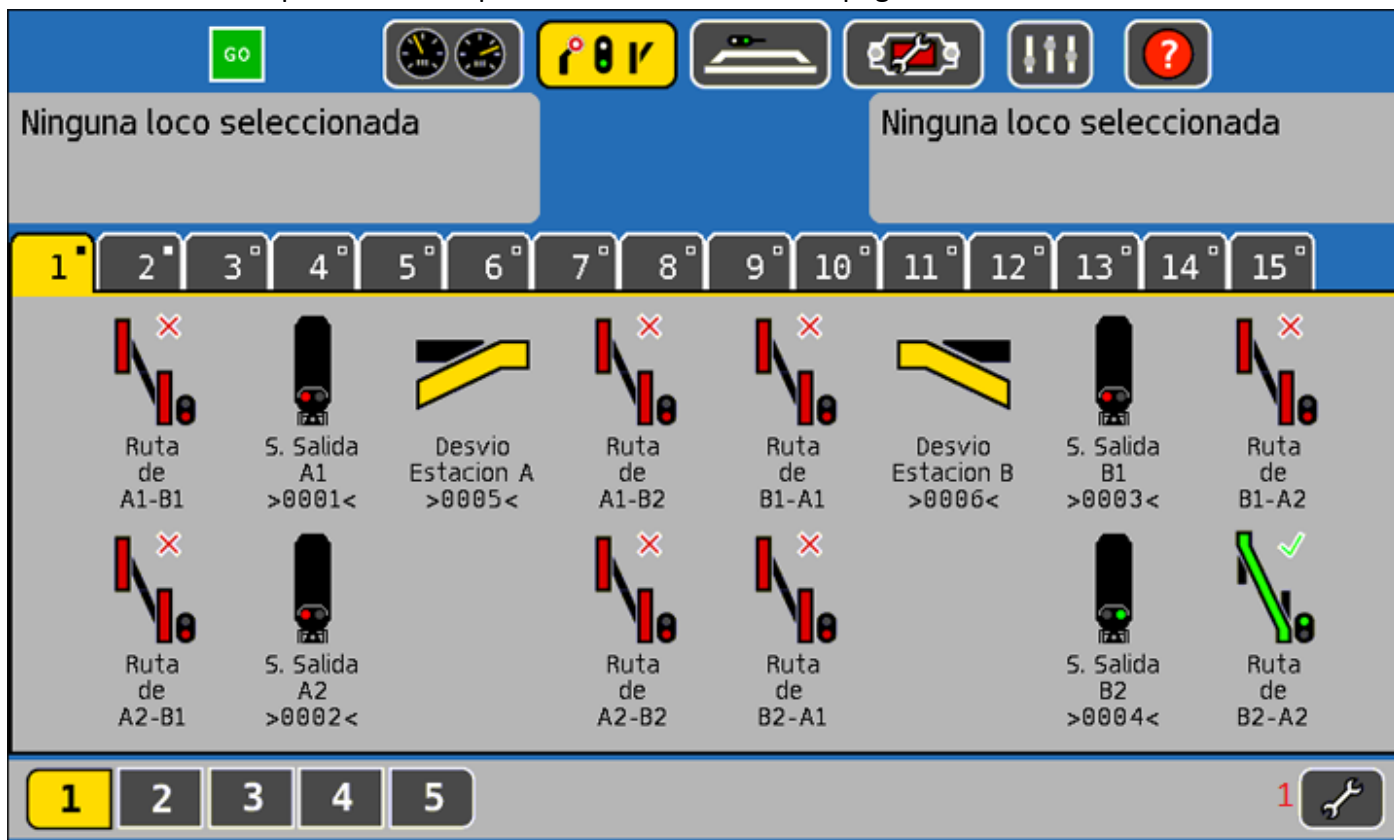 GO
?
Ninguna loco seleccionada
Ninguna loco seleccionada
1 2 3 4 5 6 7 8 9 10 11 12 13 14 15
Ruta de A1-B1
S. Salida A1 >0001<
Desvio Estacion A >0005<
Ruta de A1-B2
Ruta de B1-A1
Desvio Estacion B >0006<
S. Salida B1 >0003<
Ruta de B1-A2
Ruta de A2-B1
S. Salida A2 >0002<
Ruta de A2-B2
Ruta de B2-A1
S. Salida B2 >0004<
Ruta de B2-A2
1 2 3 4 5
1